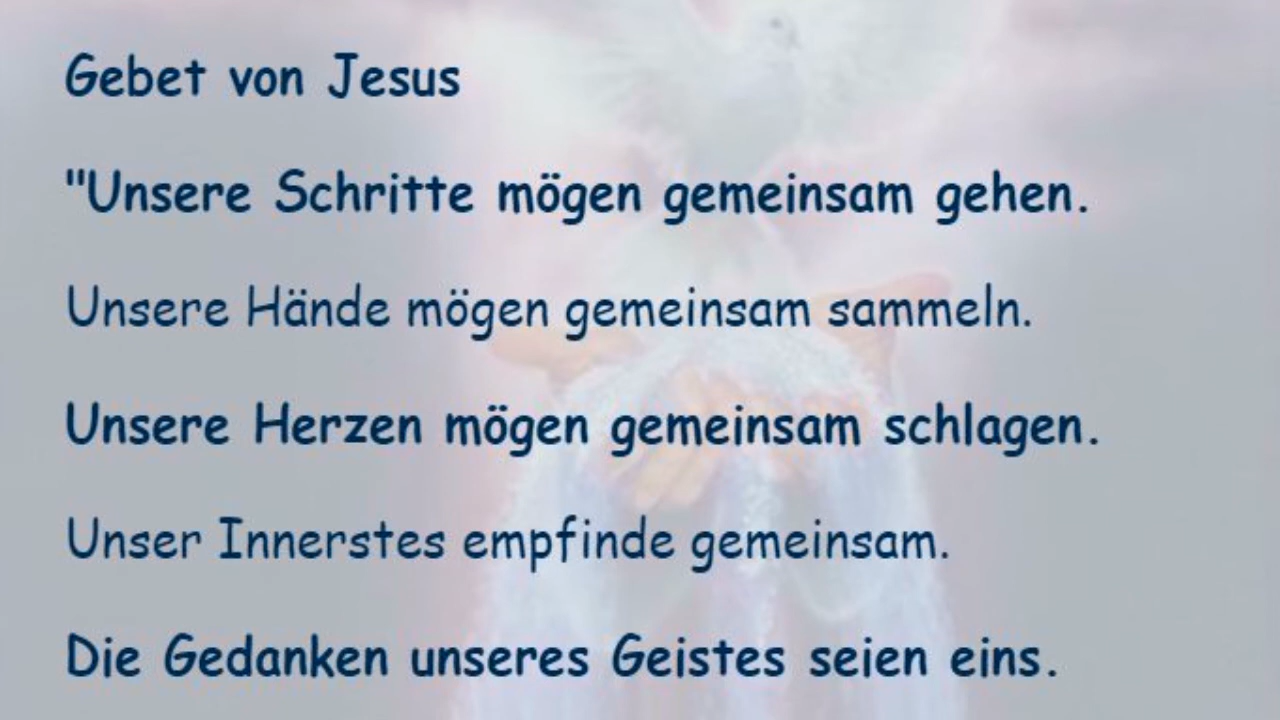 Gebet von Jesus
"Unsere Schritte mögen gemeinsam gehen.
Unsere Hände mögen gemeinsam sammeln.
Unsere Herzen mögen gemeinsam schlagen.
Unser Innerstes empfinde gemeinsam.
Die Gedanken unseres Geistes seien eins.